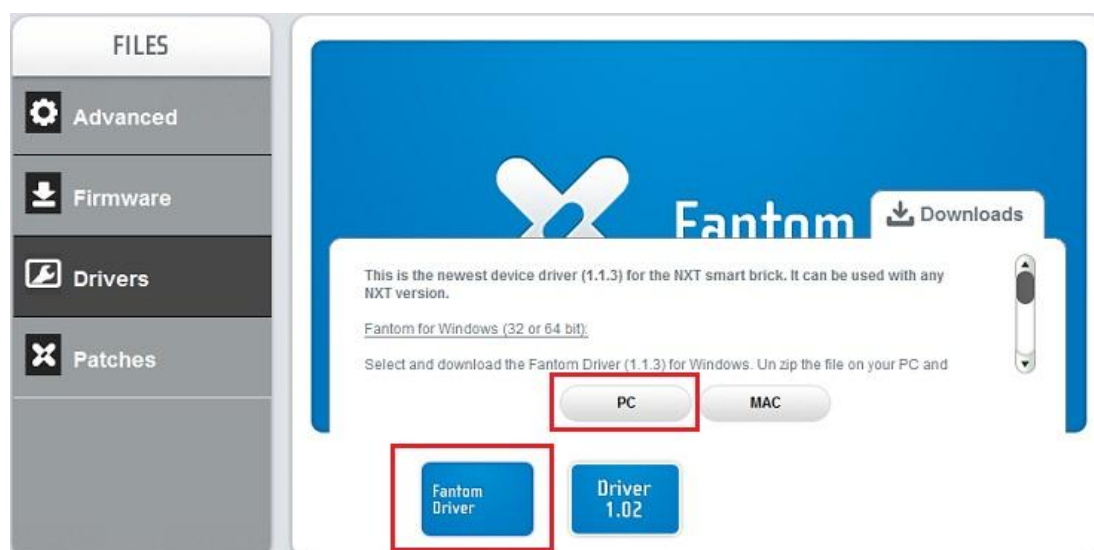 FILES
Advanced
Firmware
Drivers
Patches
Fantom
Downloads
This is the newest device driver (1.1.3) for the NXT smart brick. It can be used with any
NXT version.
Fantom for Windows (32 or 64 bit):
Select and download the Fantom Driver (1.1.3) for Windows. Un zip the file on your PC and
PC
MAC
Fantom
Driver
Driver
1.02